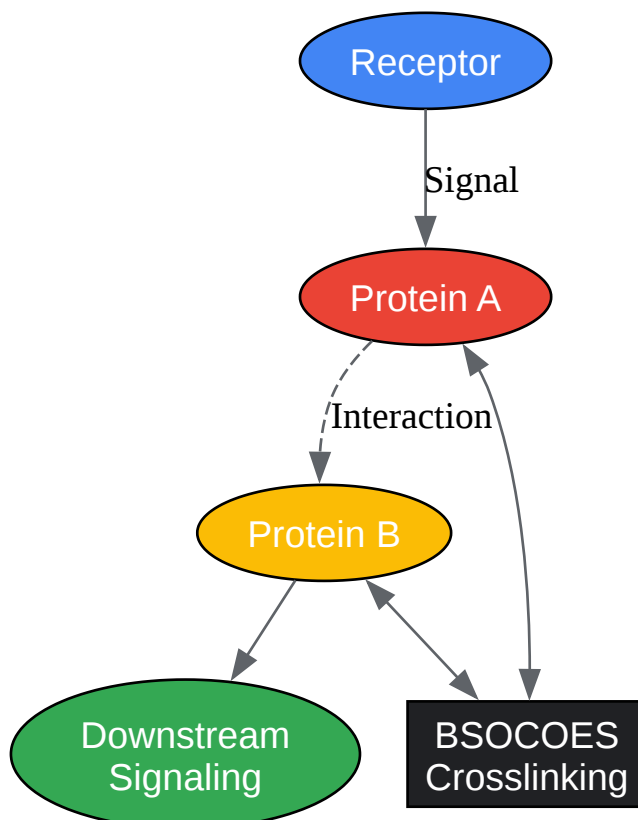 Receptor
Signal
Protein A
Interaction
Protein B
Downstream
Signaling
BSOCOES
Crosslinking